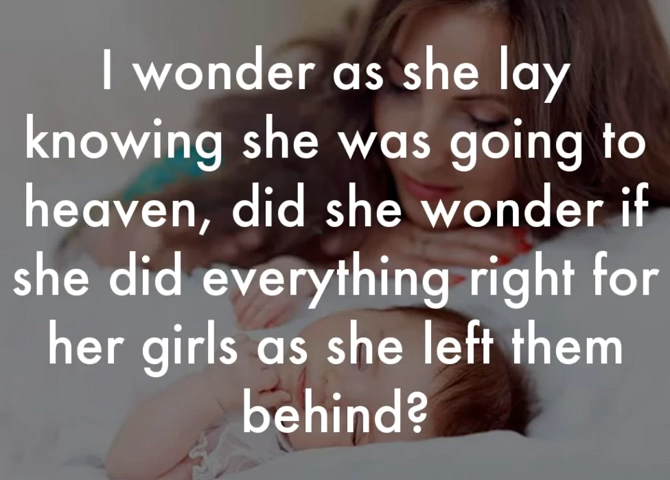 I wonder as she lay
knowing she was going to
heaven, did she wonder if
she did everything right for
her girls as she left them
behind?